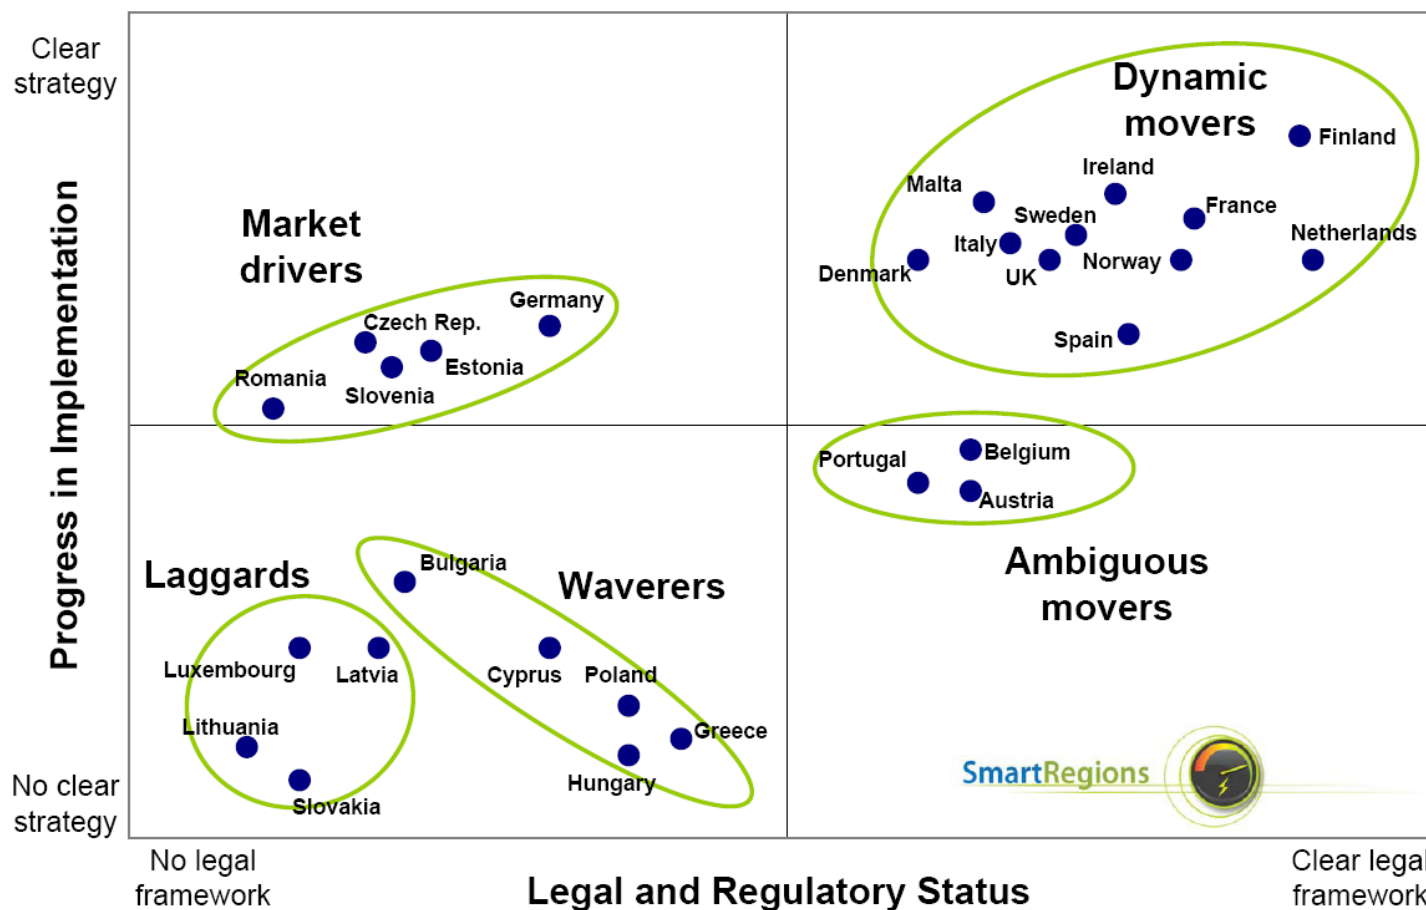 Clear
strategy
Dynamic
movers
Finland
Ireland
Malta
France
Sweden
Italy
Netherlands
Norway
Denmark
UK
Spain
Market
drivers
Germany
Czech Rep.
Estonia
Romania
Slovenia
Progress in Implementation
Belgium
Portugal
Austria
Ambiguous
movers
Laggards
Bulgaria
Waverers
Luxembourg
Latvia
Cyprus
Poland
Lithuania
Greece
Hungary
Slovakia
SmartRegions
No clear
strategy
No legal
framework
Legal and Regulatory Status
Clear legal
framework